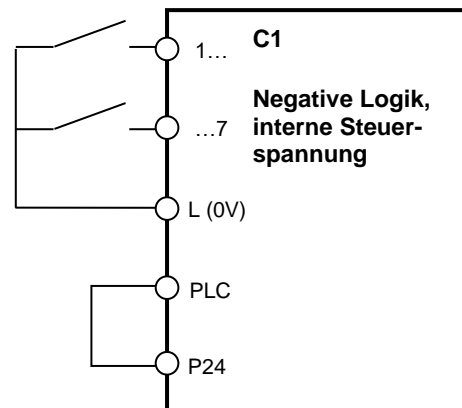 1... C1
Negative Logik,
interne Steuer-
spannung
...7
L (0V)
PLC
P24